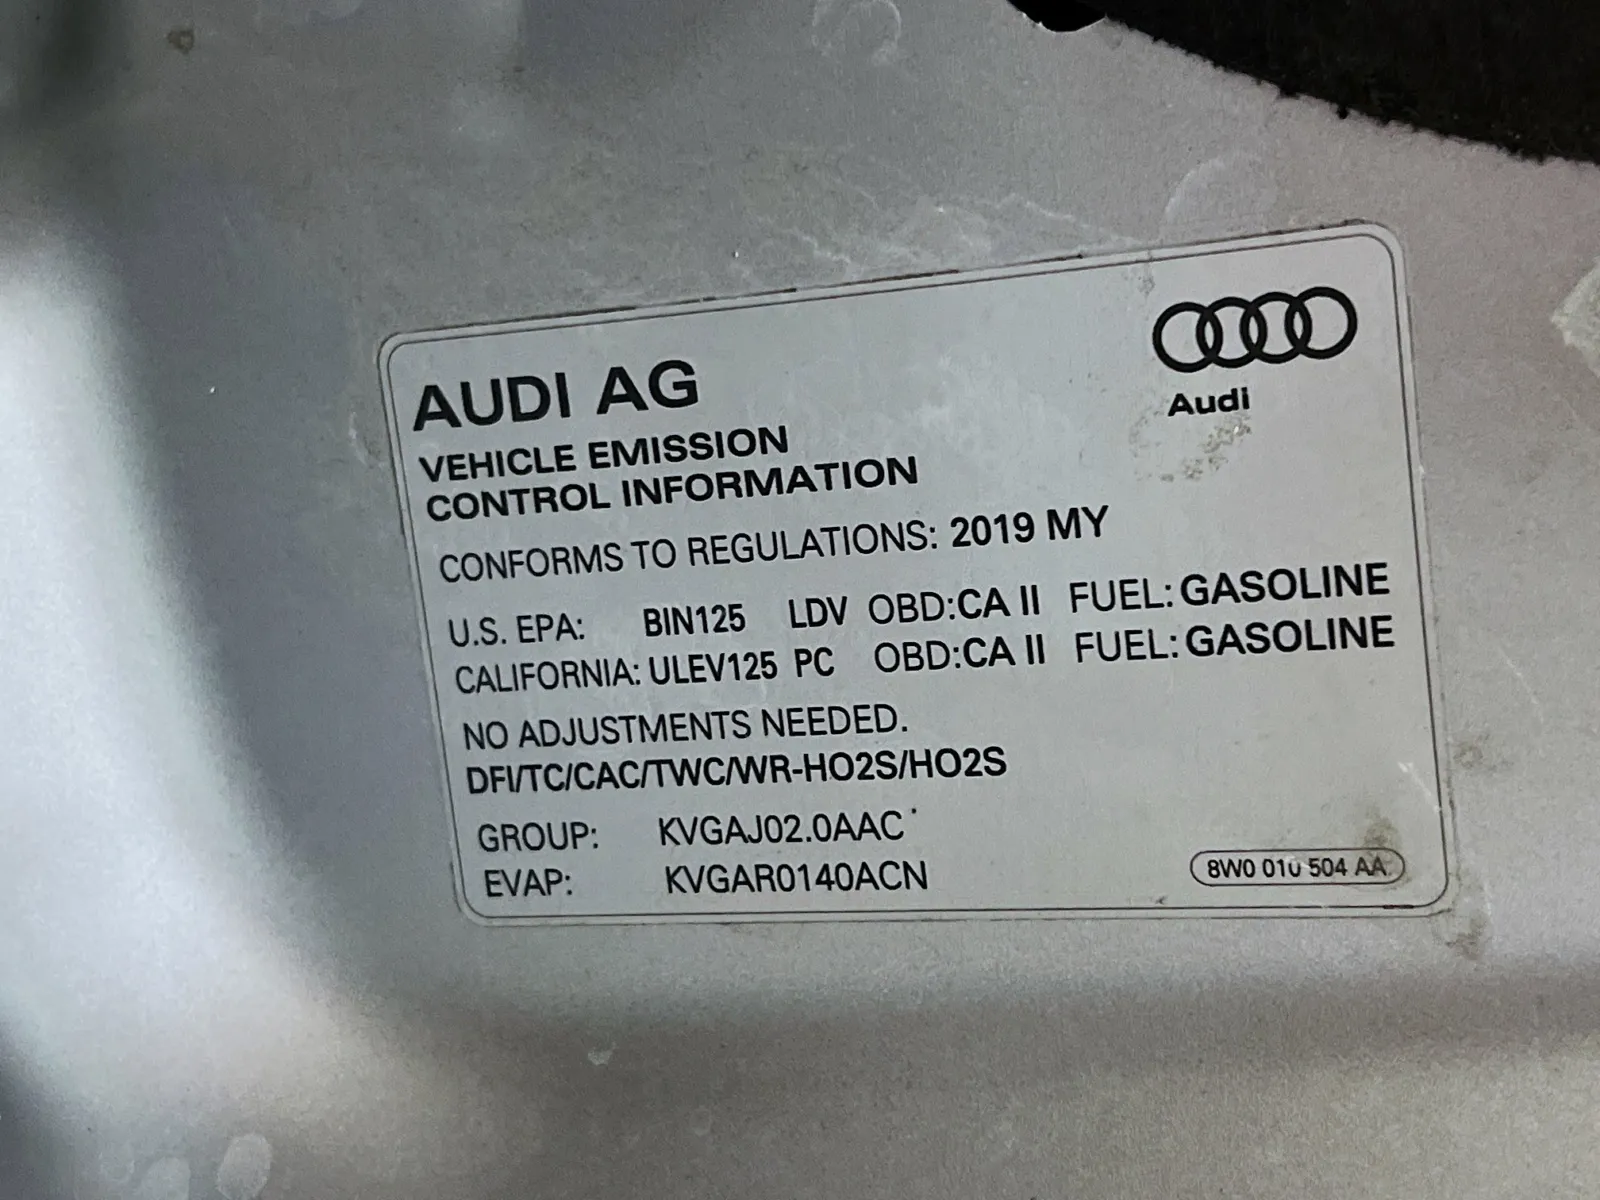 Audi
AUDI AG
VEHICLE EMISSION
CONTROL INFORMATION
CONFORMS TO REGULATIONS: 2019 MY
U.S. EPA: BIN125 LDV OBD:CA II FUEL: GASOLINE
CALIFORNIA: ULEV125 PC OBD:CA II FUEL: GASOLINE
NO ADJUSTMENTS NEEDED.
DFI/TC/CAC/TWC/WR-HO2S/HO2S
GROUP: KVGAJ02.0AAC
EVAP: KVGAR0140ACN
8W0 010 504 AA